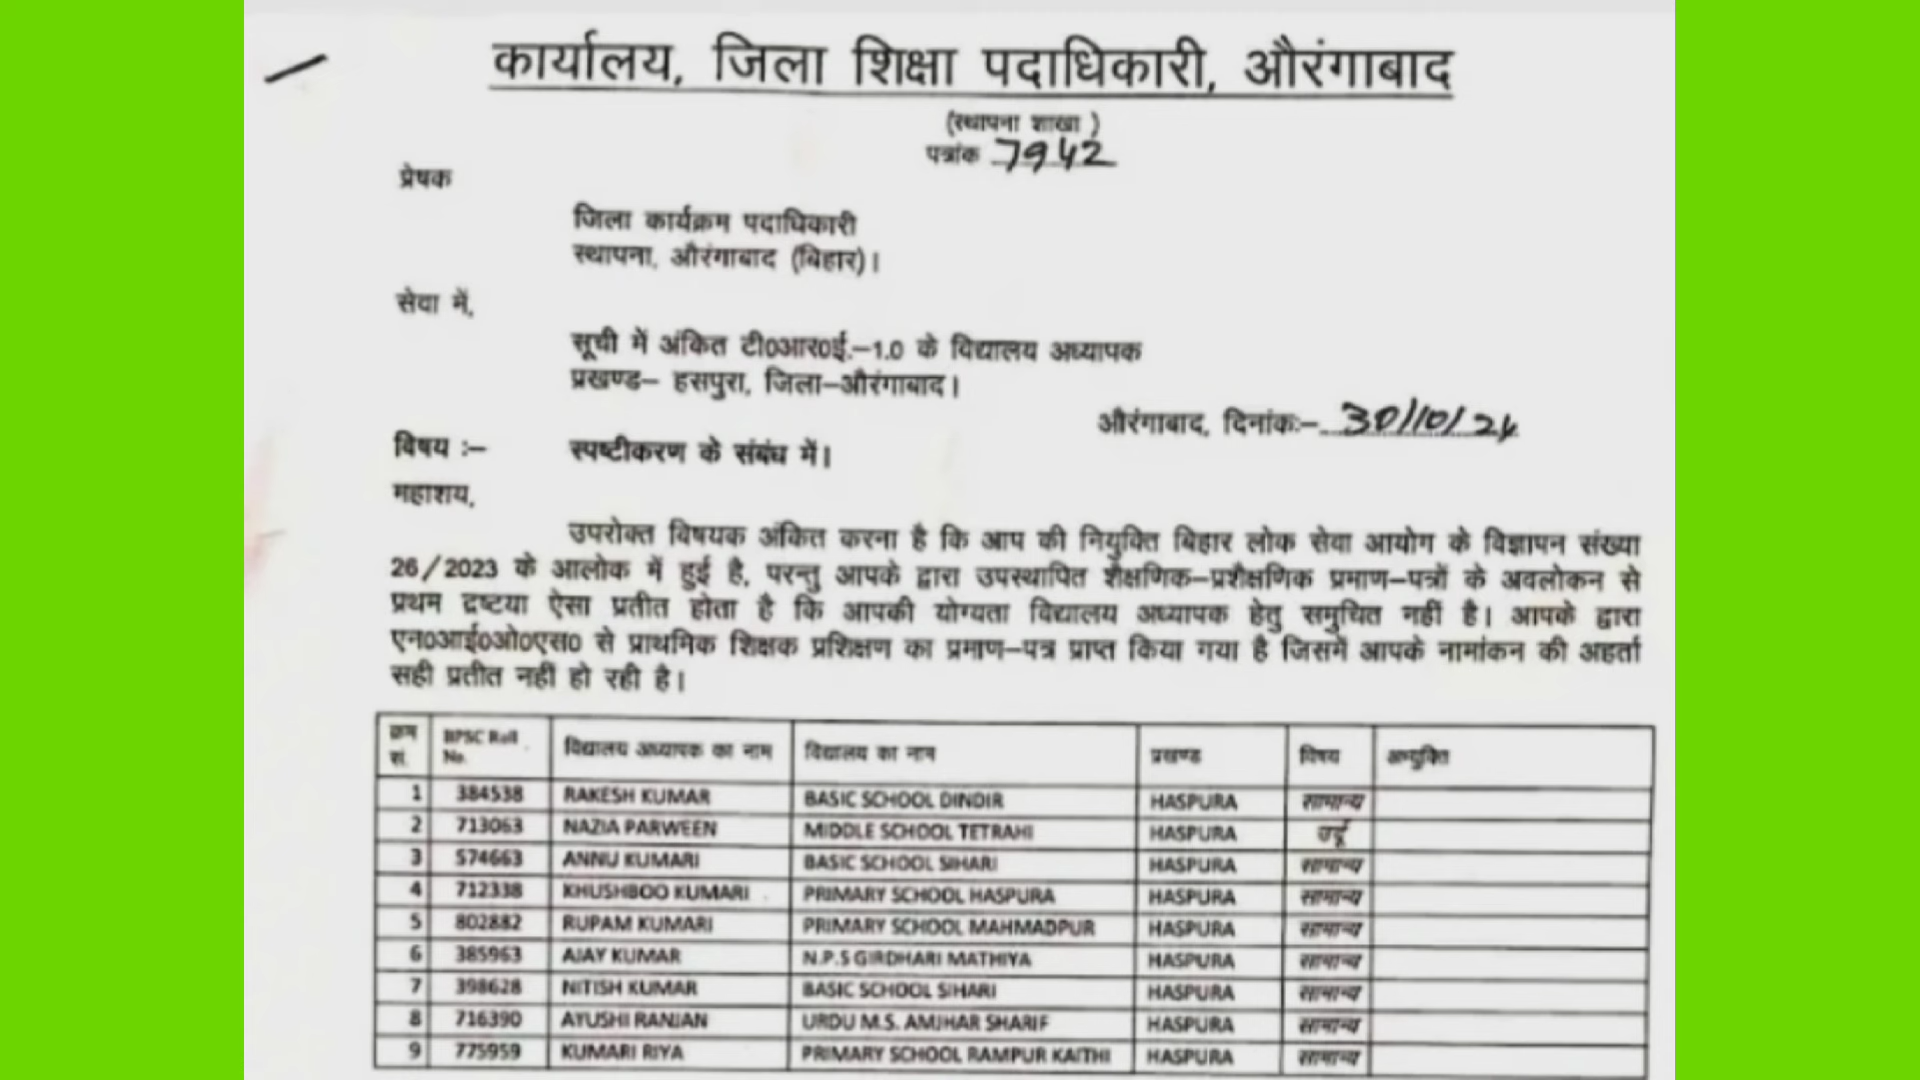 कार्यालय, जिला शिक्षा पदाधिकारी, औरंगाबाद
(स्थापना शाखा)
पत्रांक 7942
प्रेषक
जिला कार्यक्रम पदाधिकारी
स्थापना, औरंगाबाद (बिहार)।
सेवा में,
सूची में अंकित टी0आर0ई.–1.0 के विद्यालय अध्यापक
प्रखण्ड– हसपुरा, जिला–औरंगाबाद।
औरंगाबाद, दिनांकः– 30/10/24
विषय :– स्पष्टीकरण के संबंध में।
महाशय,
उपरोक्त विषयक अंकित करना है कि आप की नियुक्ति बिहार लोक सेवा आयोग के विज्ञापन संख्या
26/2023 के आलोक में हुई है, परन्तु आपके द्वारा उपस्थापित शैक्षणिक–प्रशैक्षणिक प्रमाण–पत्रों के अवलोकन से
प्रथम द्रष्टया ऐसा प्रतीत होता है कि आपकी योग्यता विद्यालय अध्यापक हेतु समुचित नहीं है। आपके द्वारा
एन0आई0ओ0एस0 से प्राथमिक शिक्षक प्रशिक्षण का प्रमाण–पत्र प्राप्त किया गया है जिसमें आपके नामांकन की अहर्ता
सही प्रतीत नहीं हो रही है।
क्रम सं. BPSC Roll No. विद्यालय अध्यापक का नाम विद्यालय का नाम प्रखण्ड विषय अभ्युक्ति
1 384538 RAKESH KUMAR BASIC SCHOOL DINDIR HASPURA सामान्य
2 713063 NAZIA PARWEEN MIDDLE SCHOOL TETRAHI HASPURA उर्दू
3 574663 ANNU KUMARI BASIC SCHOOL SIHARI HASPURA सामान्य
4 712338 KHUSHBOO KUMARI PRIMARY SCHOOL HASPURA HASPURA सामान्य
5 802882 RUPAM KUMARI PRIMARY SCHOOL MAHMADPUR HASPURA सामान्य
6 385963 AJAY KUMAR N.P.S GIRDHARI MATHIYA HASPURA सामान्य
7 398628 NITISH KUMAR BASIC SCHOOL SIHARI HASPURA सामान्य
8 716390 AYUSHI RANJAN URDU M.S. AMJHAR SHARIF HASPURA सामान्य
9 775959 KUMARI RIYA PRIMARY SCHOOL RAMPUR KAITHI HASPURA सामान्य